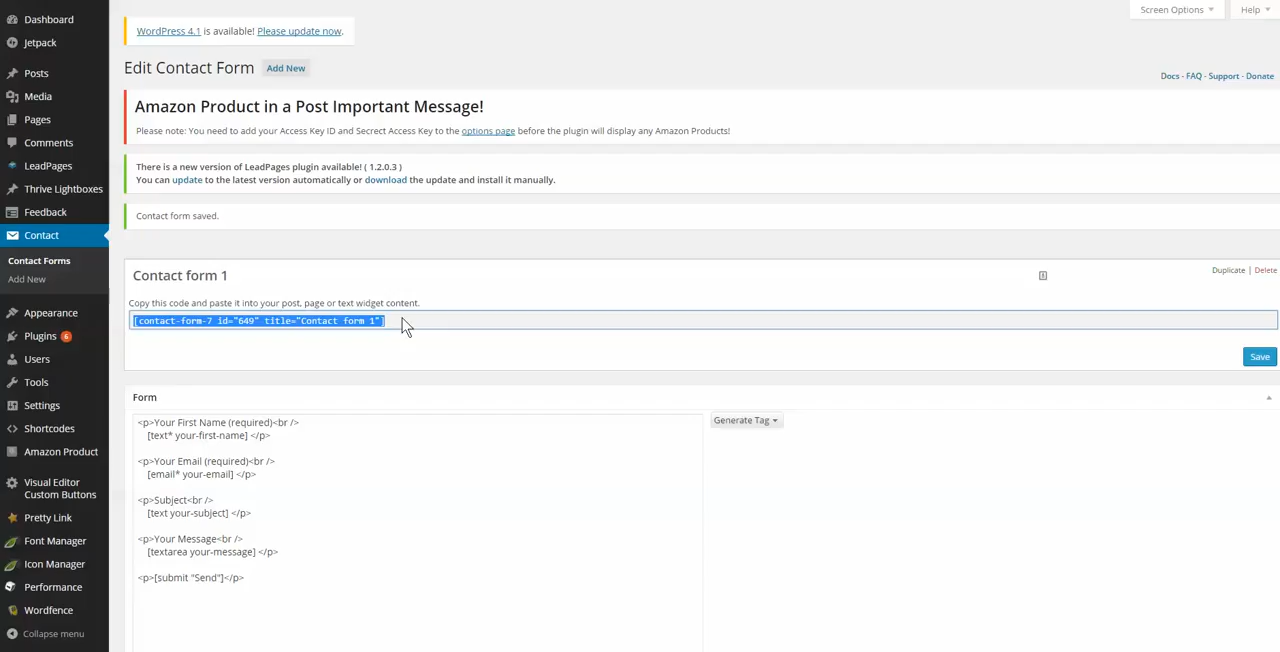 Screen Options
Help
Dashboard
Jetpack
Posts
Media
Pages
Comments
LeadPages
Thrive Lightboxes
Feedback
Contact
Contact Forms
Add New
Appearance
Plugins 6
Users
Tools
Settings
Shortcodes
Amazon Product
Visual Editor
Custom Buttons
Pretty Link
Font Manager
Icon Manager
Performance
Wordfence
Collapse menu
WordPress 4.1 is available! Please update now.
Edit Contact Form Add New
Docs - FAQ - Support - Donate
Amazon Product in a Post Important Message!
Please note: You need to add your Access Key ID and Secrect Access Key to the options page before the plugin will display any Amazon Products!
There is a new version of LeadPages plugin available! ( 1.2.0.3 )
You can update to the latest version automatically or download the update and install it manually.
Contact form saved.
Contact form 1
Duplicate | Delete
Copy this code and paste it into your post, page or text widget content.
[contact-form-7 id="649" title="Contact form 1"]
Save
Form
<p>Your First Name (required)<br />
[text* your-first-name] </p>
<p>Your Email (required)<br />
[email* your-email] </p>
<p>Subject<br />
[text your-subject] </p>
<p>Your Message<br />
[textarea your-message] </p>
<p>[submit "Send"]</p>
Generate Tag